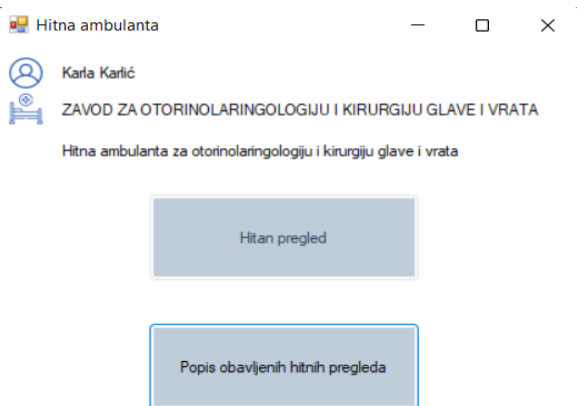 Hitna ambulanta
Karla Karlić
ZAVOD ZA OTORINOLARINGOLOGIJU I KIRURGIJU GLAVE I VRATA
Hitna ambulanta za otorinolaringologiju i kirurgiju glave i vrata
Hitan pregled
Popis obavljenih hitnih pregleda